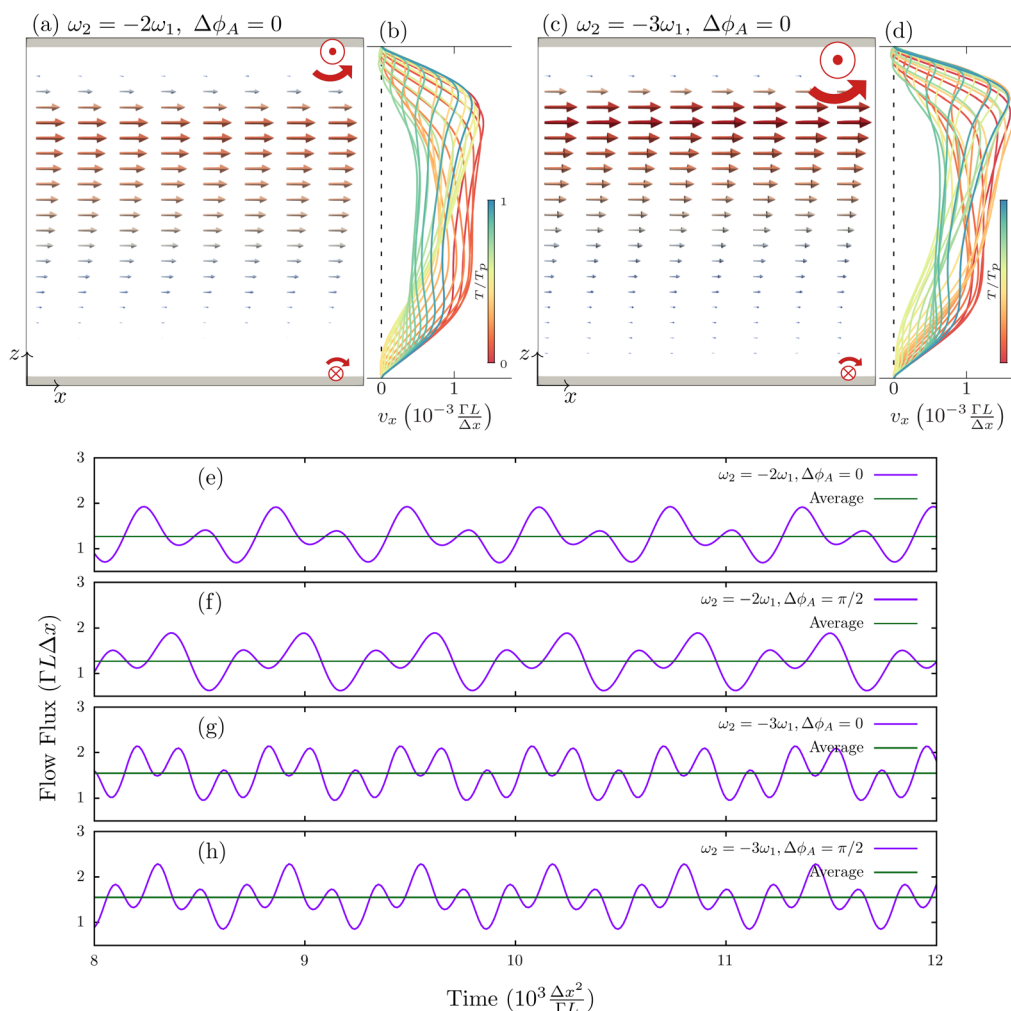 (a) ω₂ = −2ω₁, Δϕ_A = 0
(b)
(c) ω₂ = −3ω₁, Δϕ_A = 0
(d)
z
x
1
T/T_p
0
0 1
v_x (10⁻³ ΓL/Δx)
z
x
1
T/T_p
0 1
v_x (10⁻³ ΓL/Δx)
Flow Flux (ΓLΔx)
3
2
1
(e)
ω₂ = −2ω₁, Δϕ_A = 0
Average
3
2
1
(f)
ω₂ = −2ω₁, Δϕ_A = π/2
Average
3
2
1
(g)
ω₂ = −3ω₁, Δϕ_A = 0
Average
3
2
1
(h)
ω₂ = −3ω₁, Δϕ_A = π/2
Average
8 9 10 11 12
Time (10³ Δx²/ΓL)